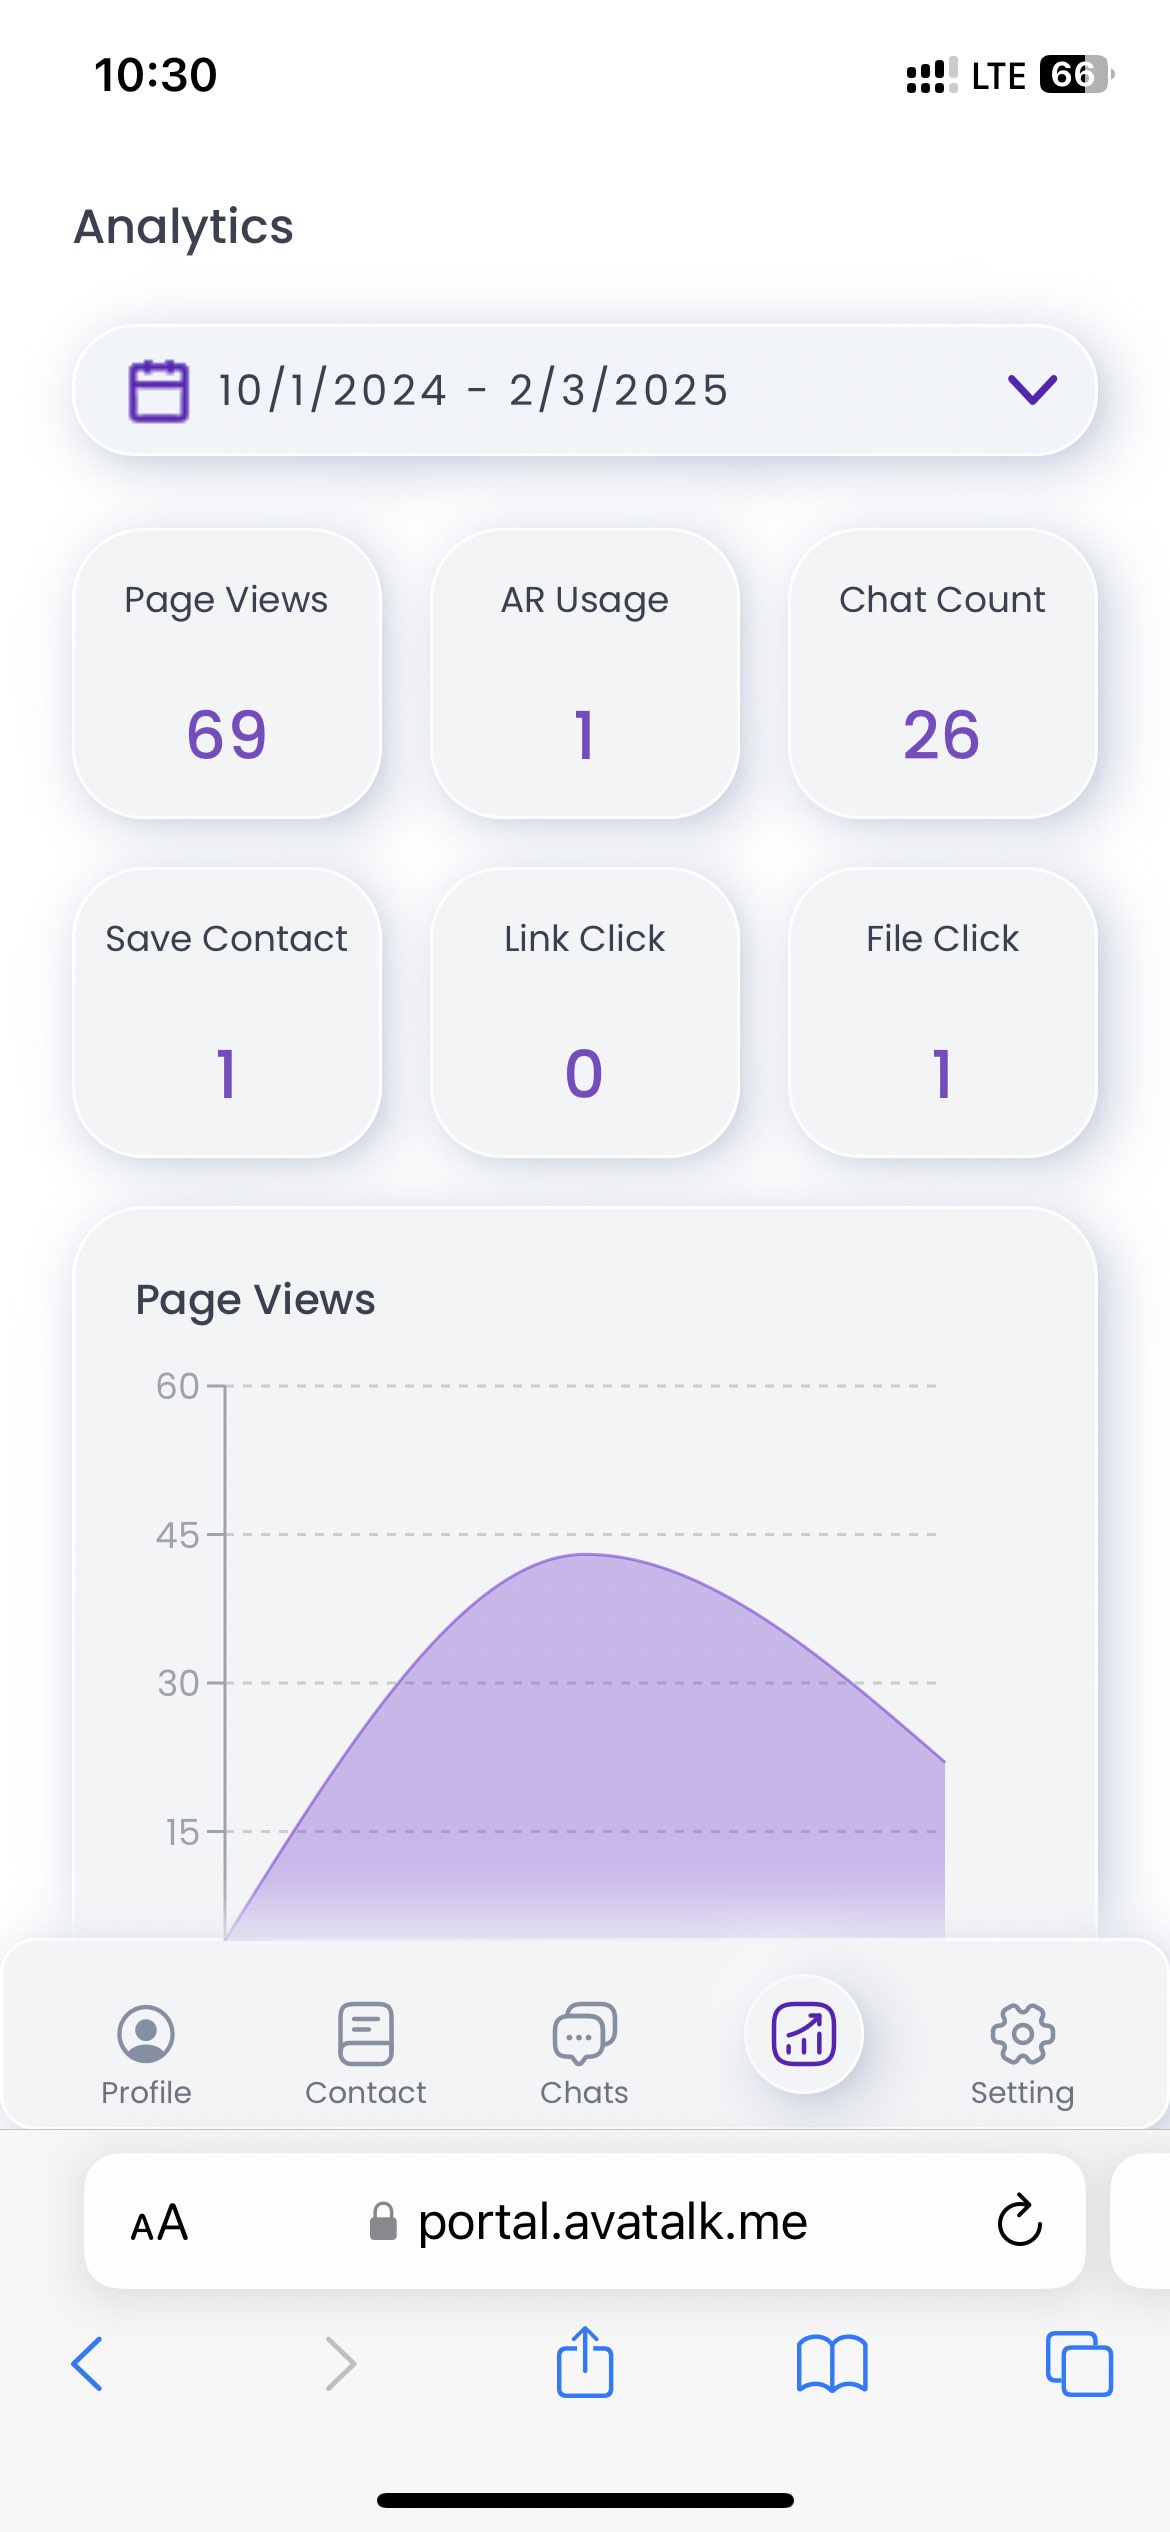 10:30
LTE 66
Analytics
10/1/2024 - 2/3/2025
Page Views
AR Usage
Chat Count
69
1
26
Save Contact
Link Click
File Click
1
0
1
Page Views
60
45
30
15
Profile
Contact
Chats
Setting
AA
portal.avatalk.me